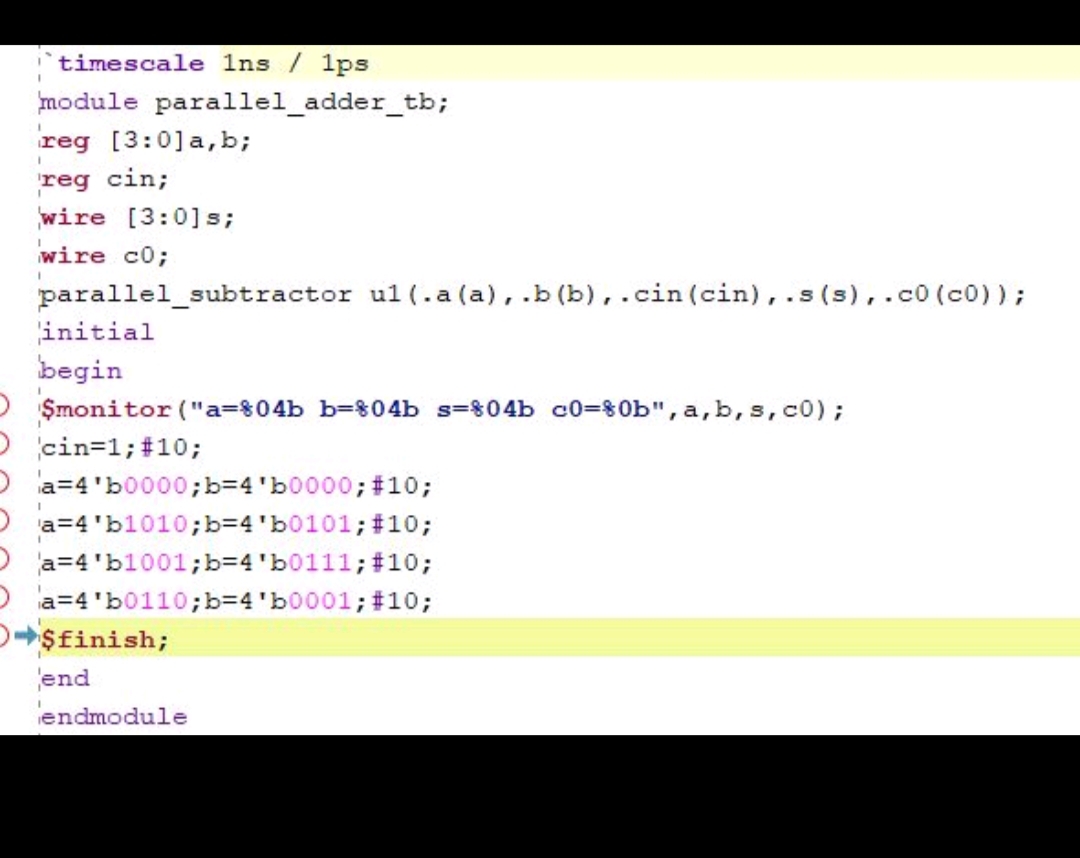 `timescale 1ns / 1ps
module parallel_adder_tb;
reg [3:0]a,b;
reg cin;
wire [3:0]s;
wire c0;
parallel_subtractor u1(.a(a),.b(b),.cin(cin),.s(s),.c0(c0));
initial
begin
$monitor("a=%04b b=%04b s=%04b c0=%0b",a,b,s,c0);
cin=1;#10;
a=4'b0000;b=4'b0000;#10;
a=4'b1010;b=4'b0101;#10;
a=4'b1001;b=4'b0111;#10;
a=4'b0110;b=4'b0001;#10;
$finish;
end
endmodule